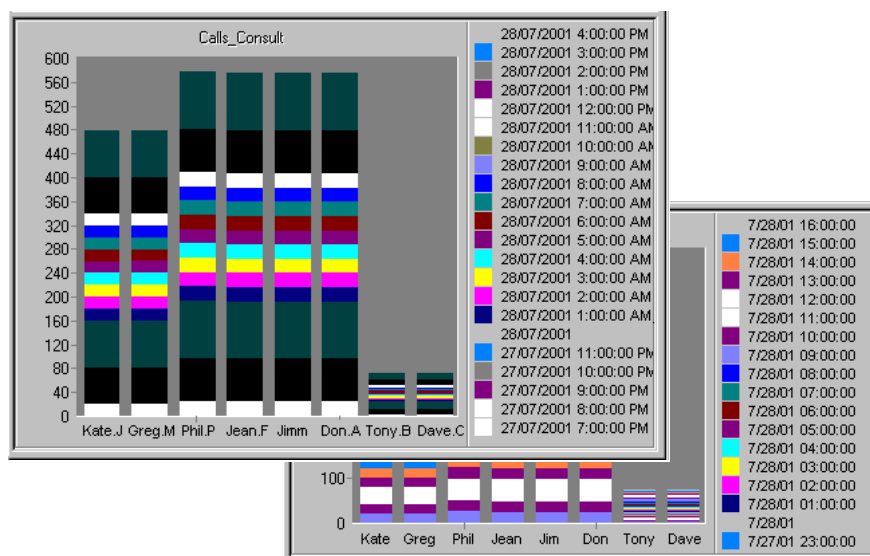 Calls_Consult
600
560
520
480
440
400
360
320
280
240
200
160
120
80
40
0
Kate.J Greg.M Phil.P Jean.F Jimm Don.A Tony.B Dave.C
28/07/2001 4:00:00 PM
28/07/2001 3:00:00 PM
28/07/2001 2:00:00 PM
28/07/2001 1:00:00 PM
28/07/2001 12:00:00 PM
28/07/2001 11:00:00 AM
28/07/2001 10:00:00 AM
28/07/2001 9:00:00 AM
28/07/2001 8:00:00 AM
28/07/2001 7:00:00 AM
28/07/2001 6:00:00 AM
28/07/2001 5:00:00 AM
28/07/2001 4:00:00 AM
28/07/2001 3:00:00 AM
28/07/2001 2:00:00 AM
28/07/2001 1:00:00 AM
28/07/2001
27/07/2001 11:00:00 PM
27/07/2001 10:00:00 PM
27/07/2001 9:00:00 PM
27/07/2001 8:00:00 PM
27/07/2001 7:00:00 PM
100
0
Kate Greg Phil Jean Jim Don Tony Dave
7/28/01 16:00:00
7/28/01 15:00:00
7/28/01 14:00:00
7/28/01 13:00:00
7/28/01 12:00:00
7/28/01 11:00:00
7/28/01 10:00:00
7/28/01 09:00:00
7/28/01 08:00:00
7/28/01 07:00:00
7/28/01 06:00:00
7/28/01 05:00:00
7/28/01 04:00:00
7/28/01 03:00:00
7/28/01 02:00:00
7/28/01 01:00:00
7/28/01
7/27/01 23:00:00